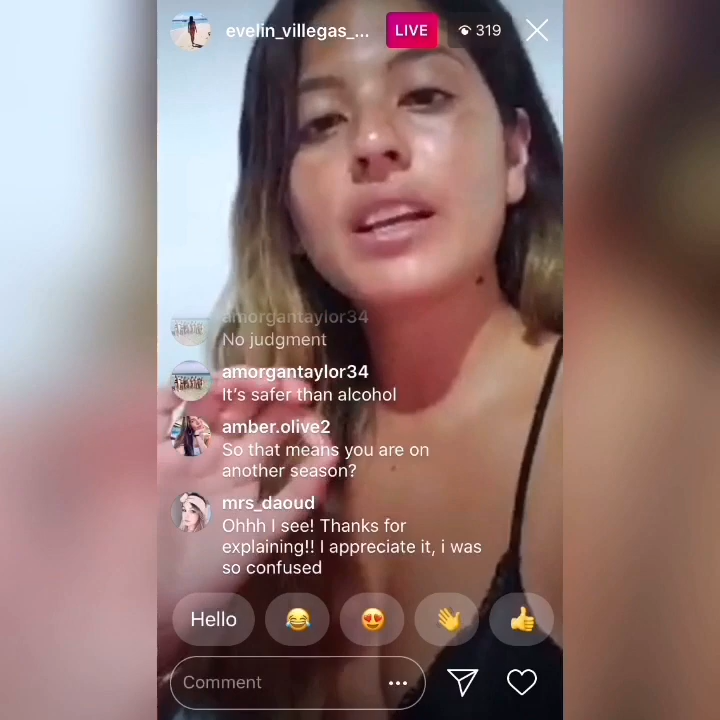 evelin_villegas_...
LIVE
319
amorgantaylor34
No judgment
amorgantaylor34
It's safer than alcohol
amber.olive2
So that means you are on
another season?
mrs_daoud
Ohhh I see! Thanks for
explaining!! I appreciate it, i was
so confused
Hello
Comment